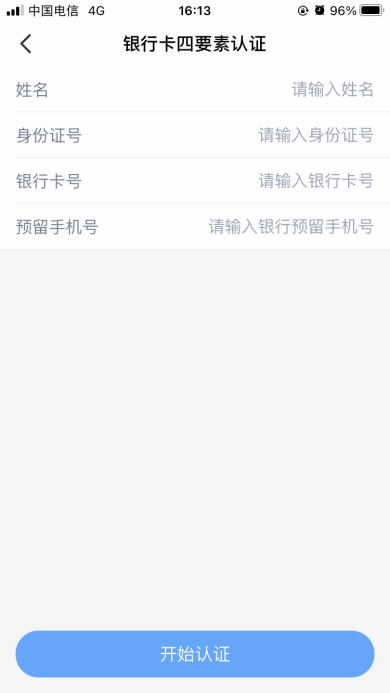 中国电信 4G 16:13 96%
银行卡四要素认证
姓名 请输入姓名
身份证号 请输入身份证号
银行卡号 请输入银行卡号
预留手机号 请输入银行预留手机号
开始认证